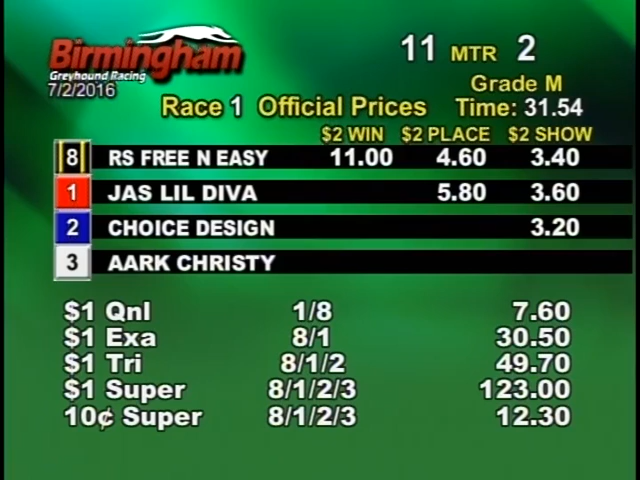 Birmingham
Greyhound Racing
7/2/2016
11 MTR 2
Grade M
Race 1 Official Prices Time: 31.54
$2 WIN $2 PLACE $2 SHOW
8 RS FREE N EASY 11.00 4.60 3.40
1 JAS LIL DIVA 5.80 3.60
2 CHOICE DESIGN 3.20
3 AARK CHRISTY
$1 Qnl 1/8 7.60
$1 Exa 8/1 30.50
$1 Tri 8/1/2 49.70
$1 Super 8/1/2/3 123.00
10¢ Super 8/1/2/3 12.30